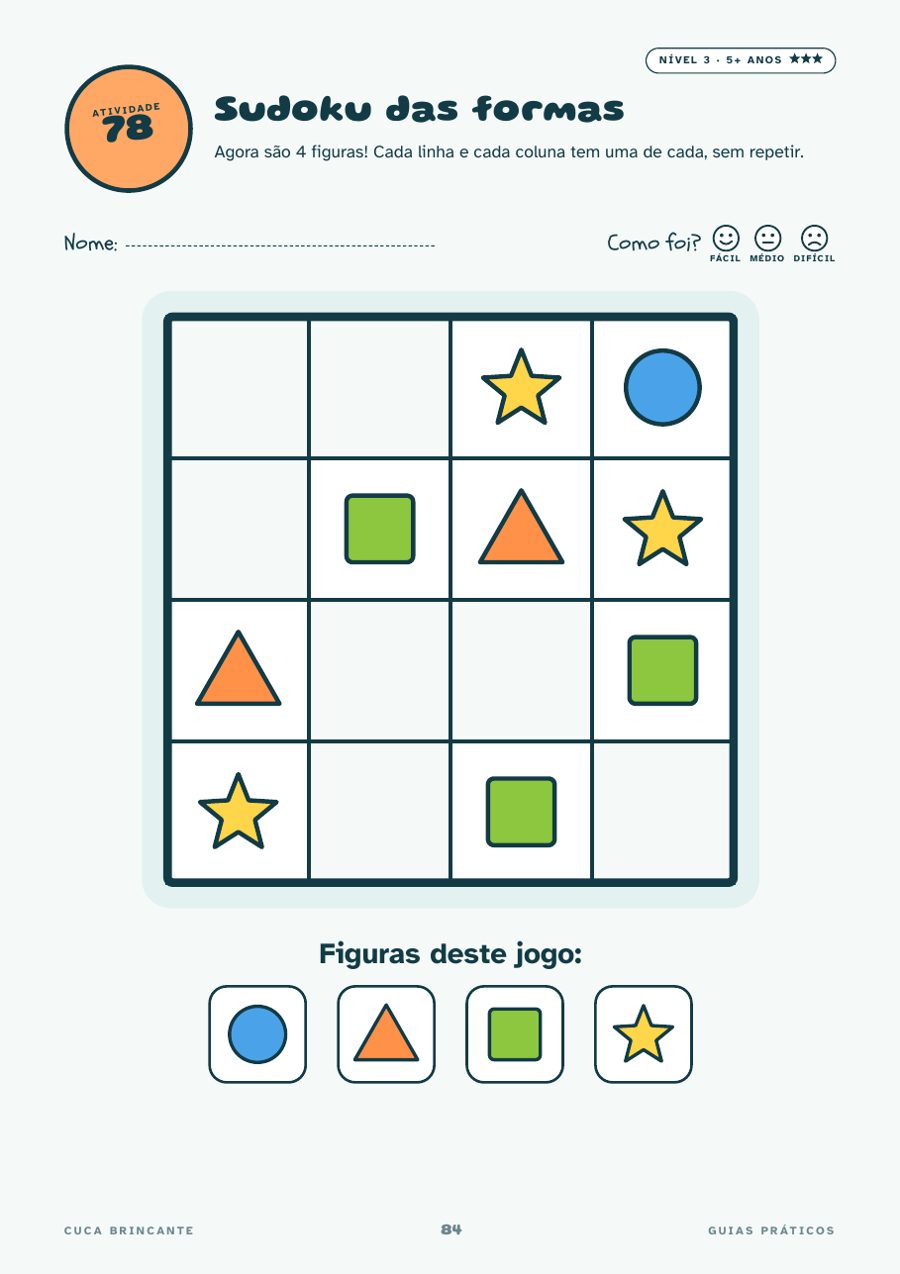 NÍVEL 3 · 5+ ANOS ★★★
ATIVIDADE
78
Sudoku das formas
Agora são 4 figuras! Cada linha e cada coluna tem uma de cada, sem repetir.
Nome:
Como foi?
FÁCIL MÉDIO DIFÍCIL
Figuras deste jogo:
CUCA BRINCANTE 84 GUIAS PRÁTICOS